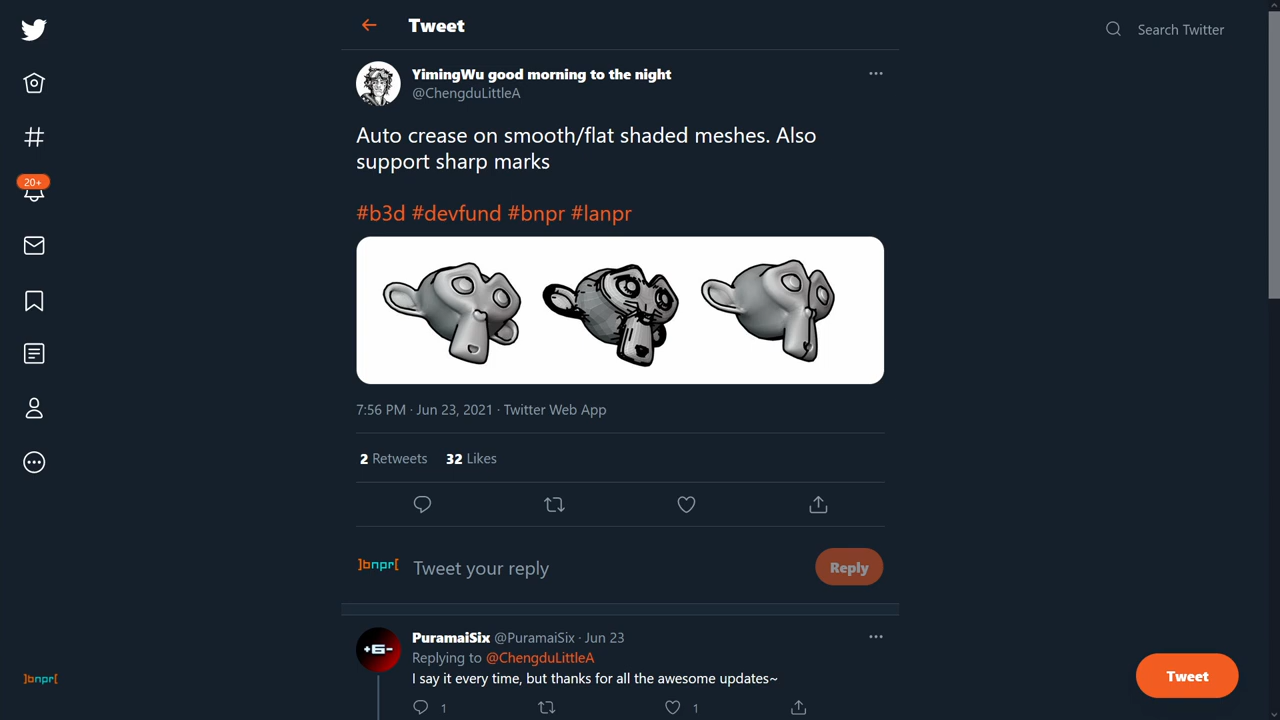 Tweet
Search Twitter
YimingWu good morning to the night
@ChengduLittleA
Auto crease on smooth/flat shaded meshes. Also
support sharp marks
#b3d #devfund #bnpr #lanpr
20+
7:56 PM · Jun 23, 2021 · Twitter Web App
2 Retweets 32 Likes
]bnpr[ Tweet your reply Reply
+6-
PuramaiSix @PuramaiSix · Jun 23
Replying to @ChengduLittleA
I say it every time, but thanks for all the awesome updates~
1 1
]bnpr[
Tweet